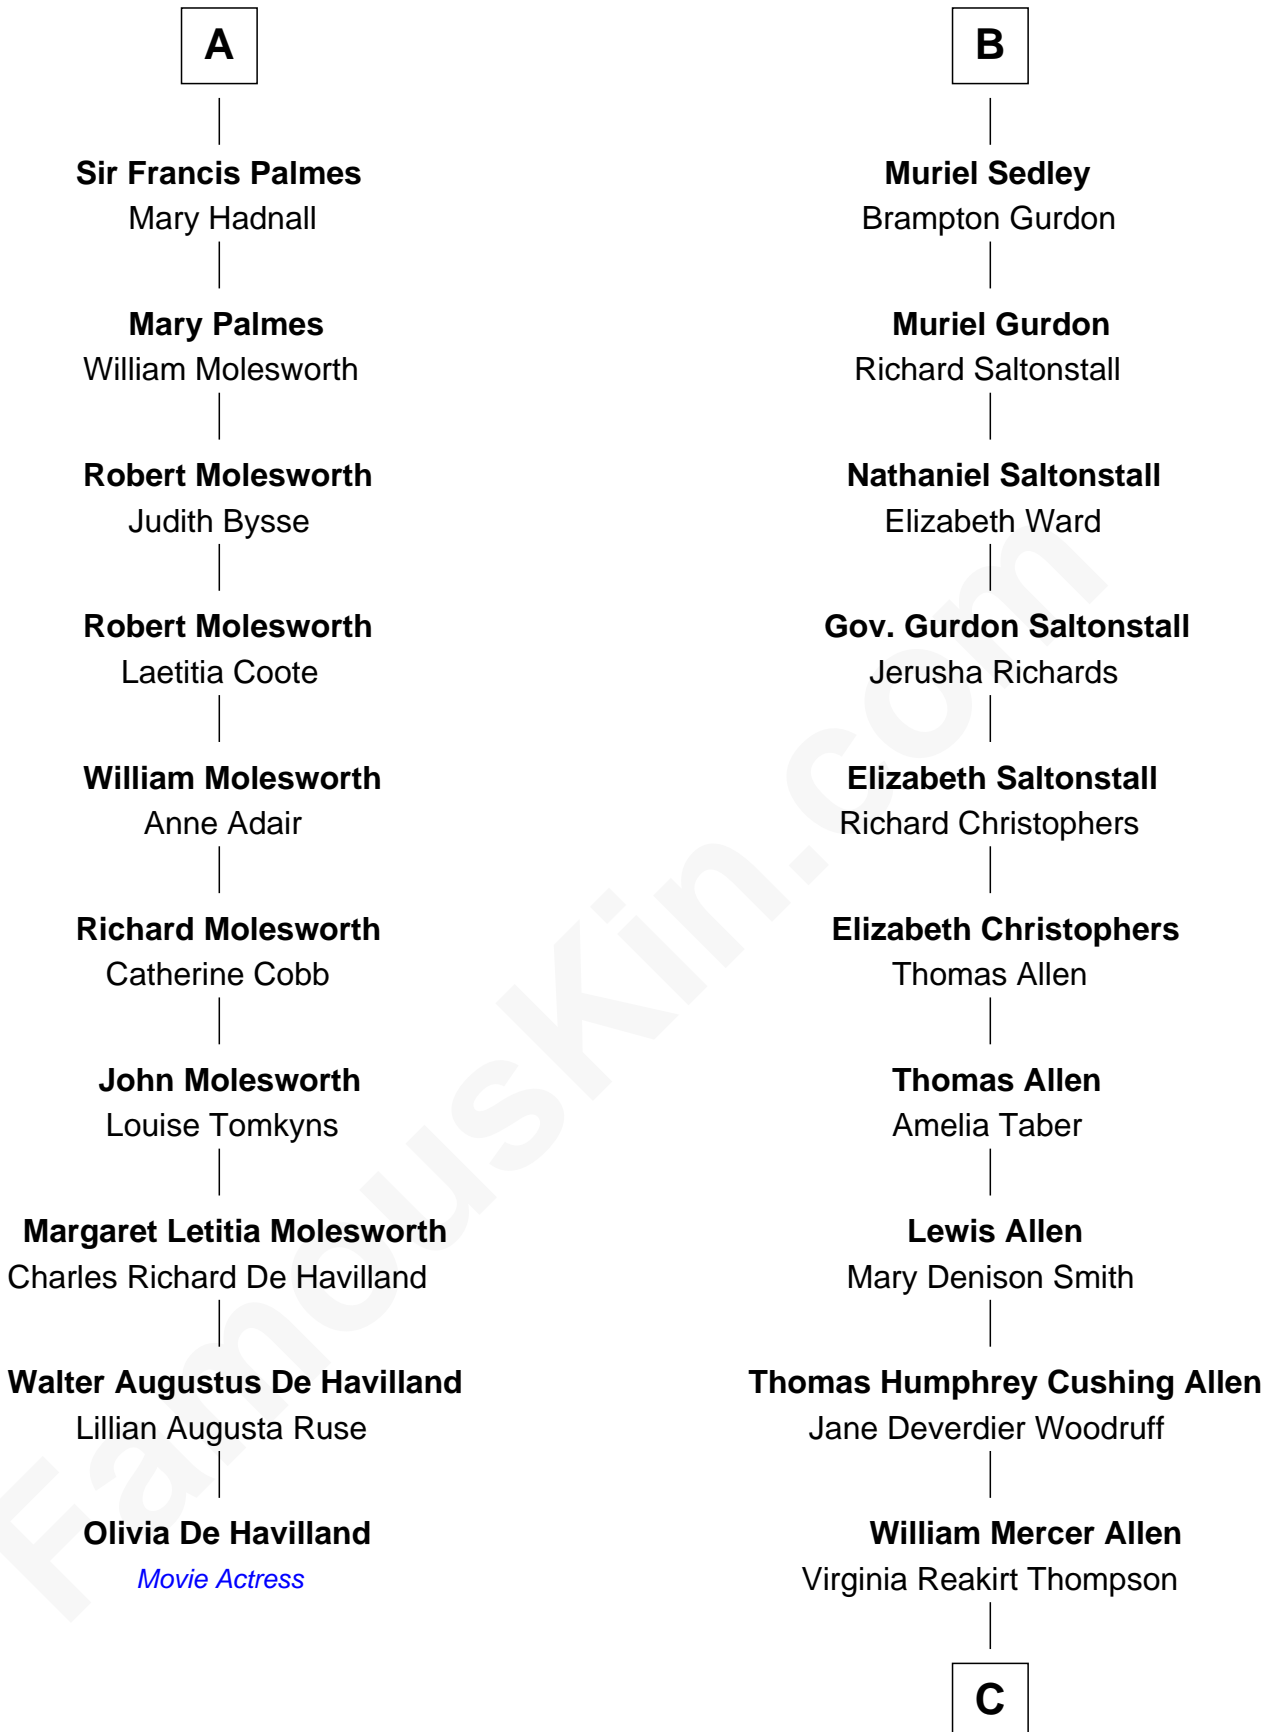 A
Sir Francis Palmes
Mary Hadnall
Mary Palmes
William Molesworth
Robert Molesworth
Judith Bysse
Robert Molesworth
Laetitia Coote
William Molesworth
Anne Adair
Richard Molesworth
Catherine Cobb
John Molesworth
Louise Tomkyns
Margaret Letitia Molesworth
Charles Richard De Havilland
Walter Augustus De Havilland
Lillian Augusta Ruse
Olivia De Havilland
Movie Actress
B
Muriel Sedley
Brampton Gurdon
Muriel Gurdon
Richard Saltonstall
Nathaniel Saltonstall
Elizabeth Ward
Gov. Gurdon Saltonstall
Jerusha Richards
Elizabeth Saltonstall
Richard Christophers
Elizabeth Christophers
Thomas Allen
Thomas Allen
Amelia Taber
Lewis Allen
Mary Denison Smith
Thomas Humphrey Cushing Allen
Jane Deverdier Woodruff
William Mercer Allen
Virginia Reakirt Thompson
C
FamousKin.com